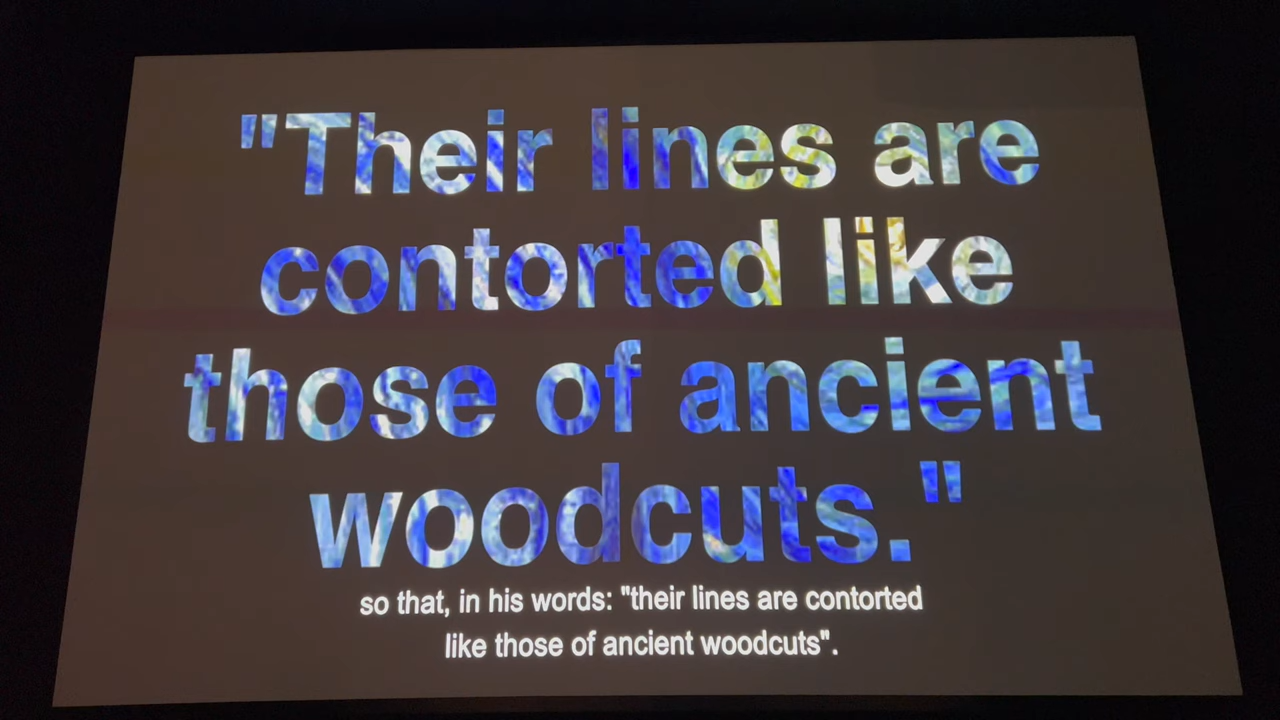 "Their lines are
contorted like
those of ancient
woodcuts."
so that, in his words: "their lines are contorted
like those of ancient woodcuts".